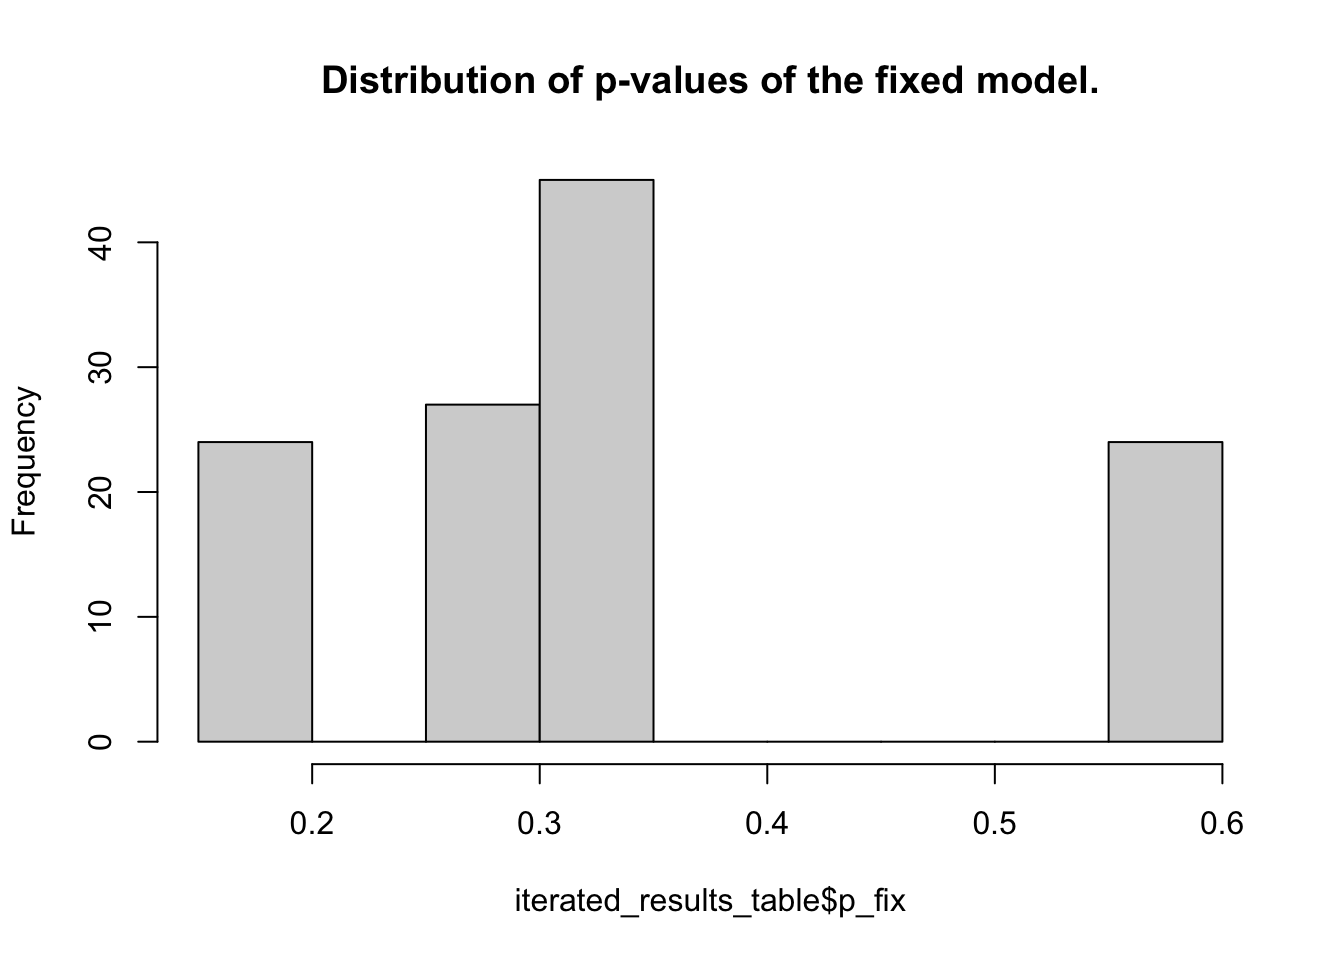 Distribution of p-values of the fixed model.
Frequency
40
30
20
10
0
0.2 0.3 0.4 0.5 0.6
iterated_results_table$p_fix